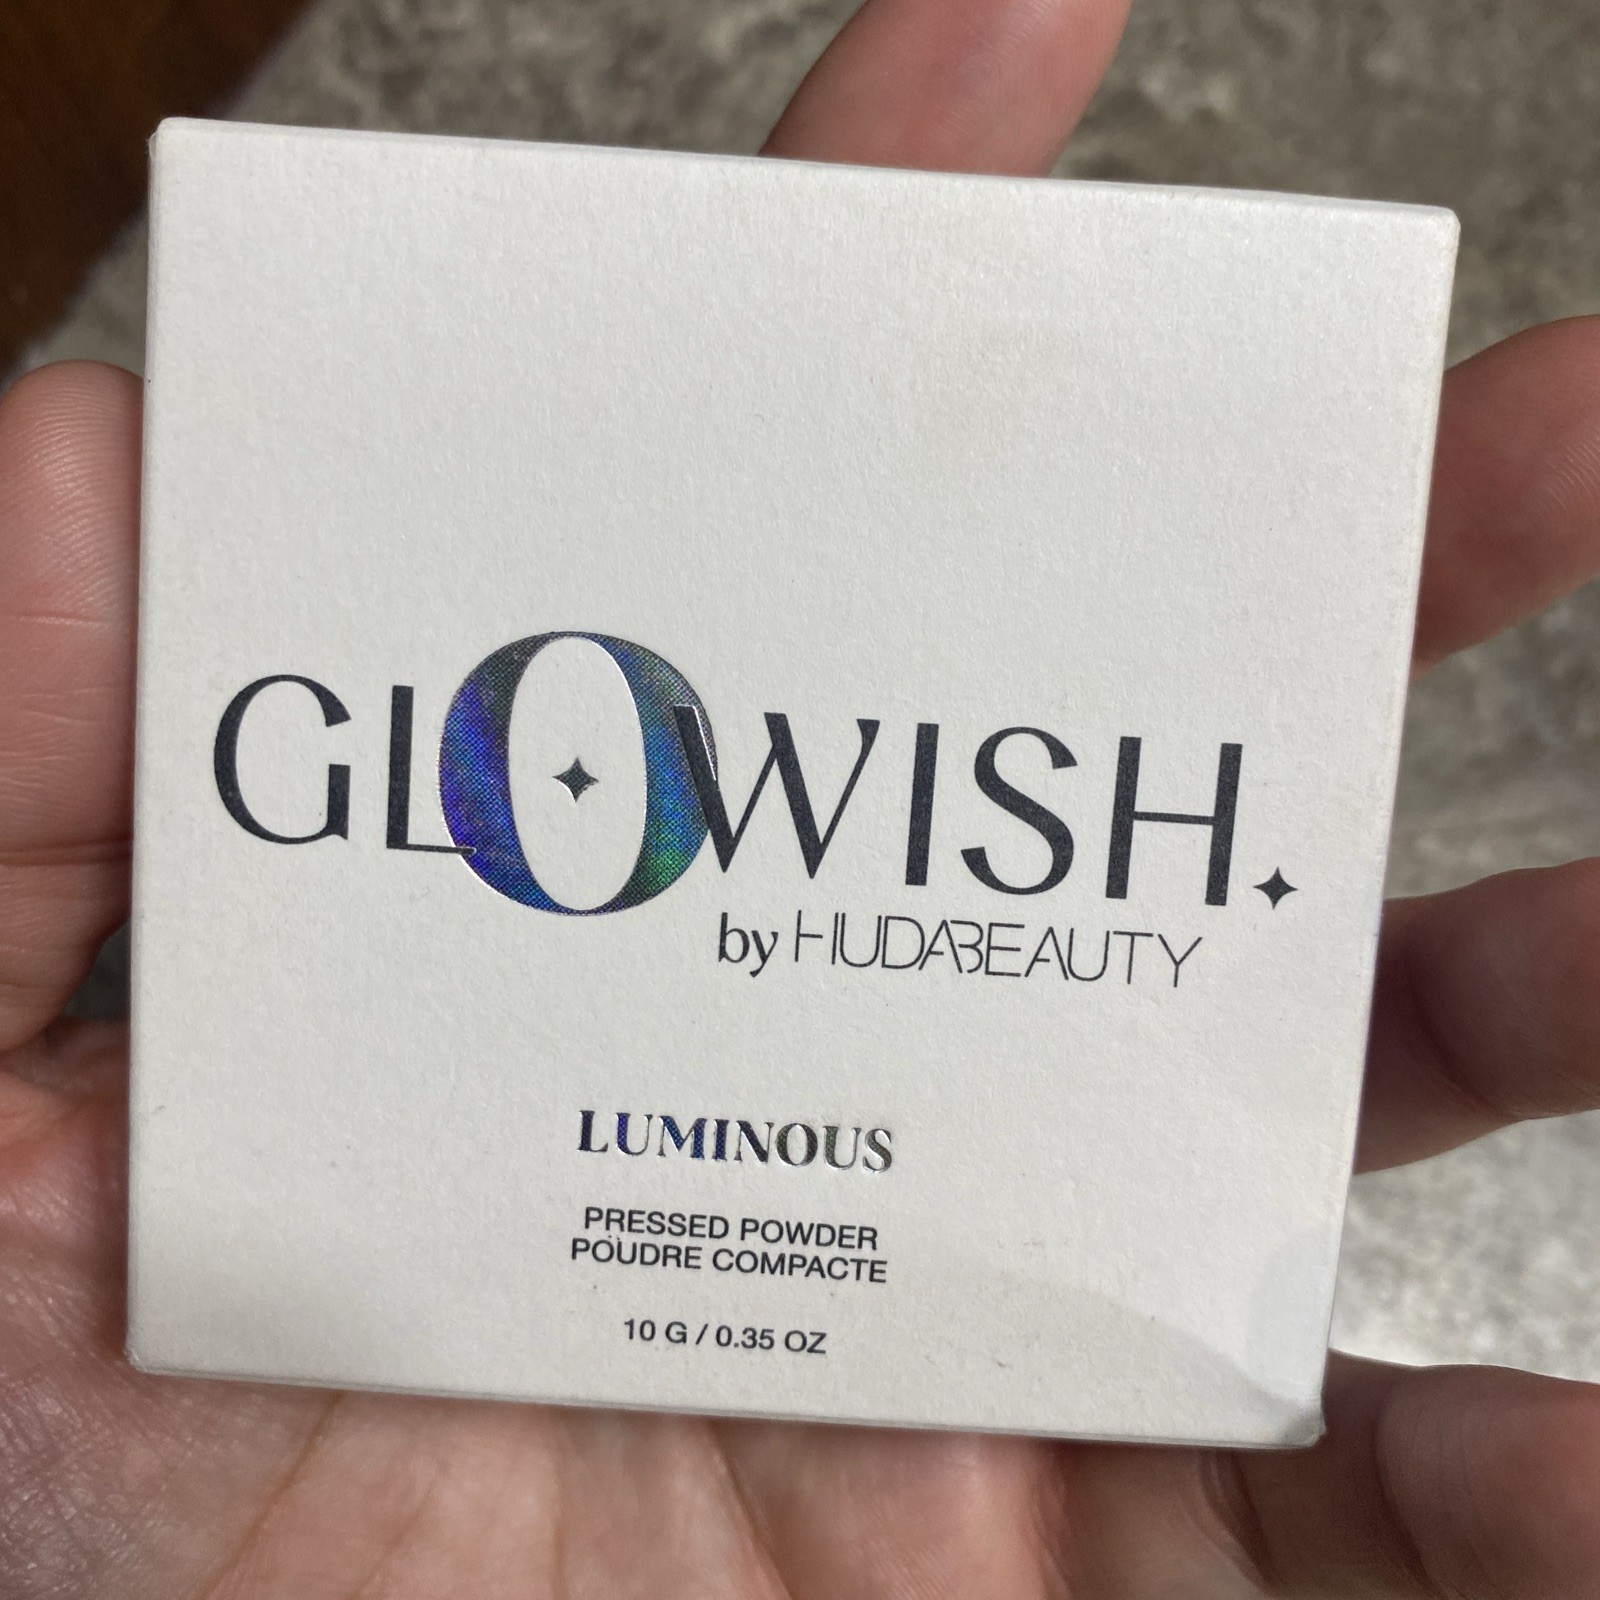 GLOWISH.
by HUDABEAUTY
LUMINOUS
PRESSED POWDER
POUDRE COMPACTE
10 G / 0.35 OZ